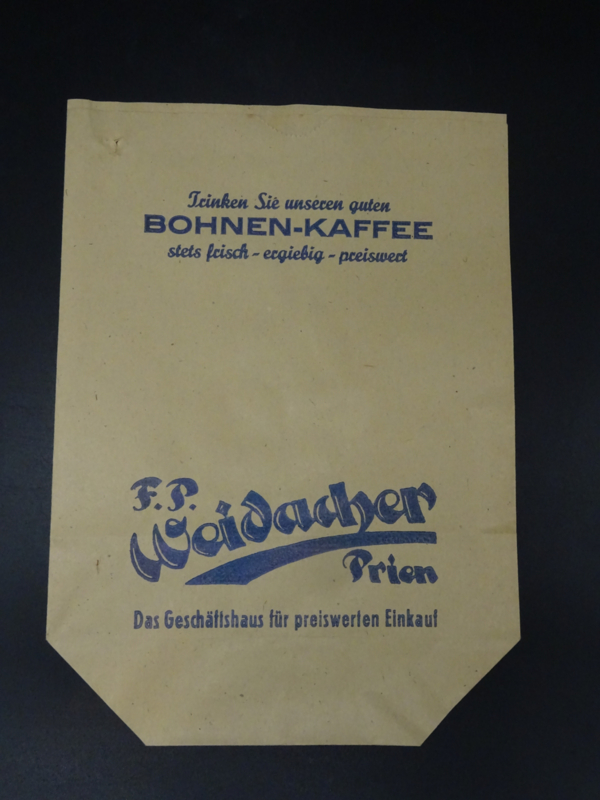 Trinken Sie unseren guten
BOHNEN-KAFFEE
stets frisch - ergiebig - preiswert
F.P.
Weidacher
Prien
Das Geschäftshaus für preiswerten Einkauf